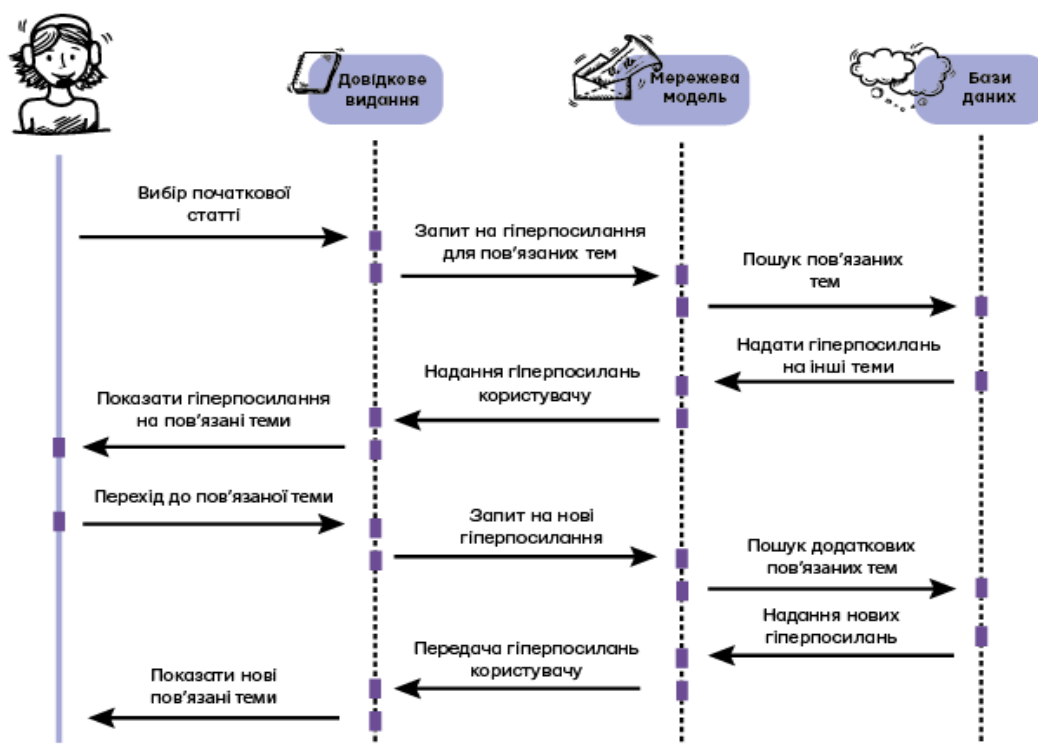 Довідкове
видання
Мережева
модель
Бази
даних
Вибір початкової
статті
Запит на гіперпосилання
для пов’язаних тем
Пошук пов’язаних
тем
Надати гіперпосилань
на інші теми
Надання гіперпосилань
користувачу
Показати гіперпосилання
на пов’язані теми
Перехід до пов’язаної теми
Запит на нові
гіперпосилання
Пошук додаткових
пов’язаних тем
Надання нових
гіперпосилань
Передача гіперпосилань
користувачу
Показати нові
пов’язані теми